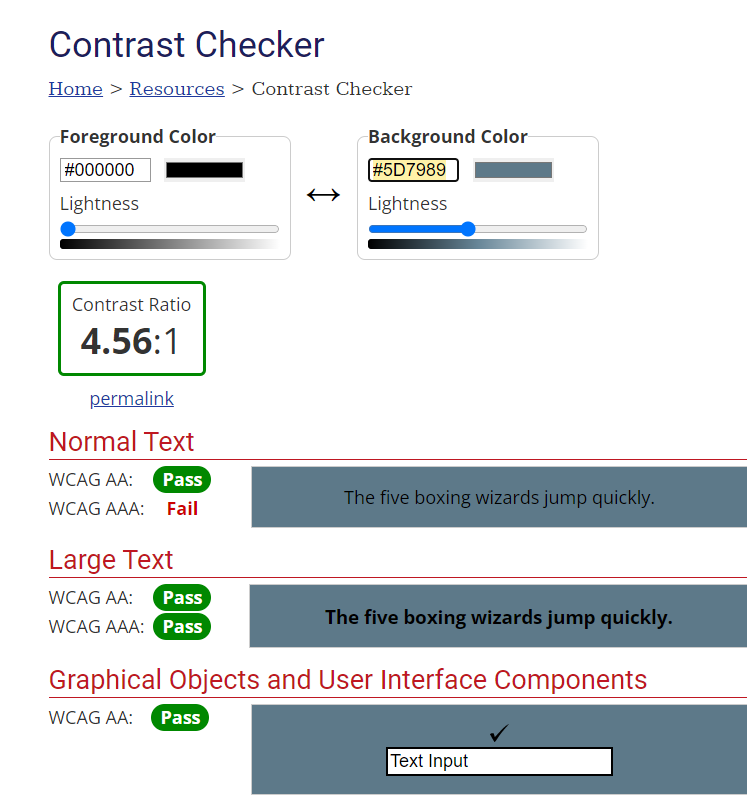 Contrast Checker
Home > Resources > Contrast Checker
Foreground Color
#000000
Lightness
Background Color
#5D7989
Lightness
Contrast Ratio
4.56:1
permalink
Normal Text
WCAG AA: Pass
WCAG AAA: Fail
The five boxing wizards jump quickly.
Large Text
WCAG AA: Pass
WCAG AAA: Pass
The five boxing wizards jump quickly.
Graphical Objects and User Interface Components
WCAG AA: Pass
Text Input